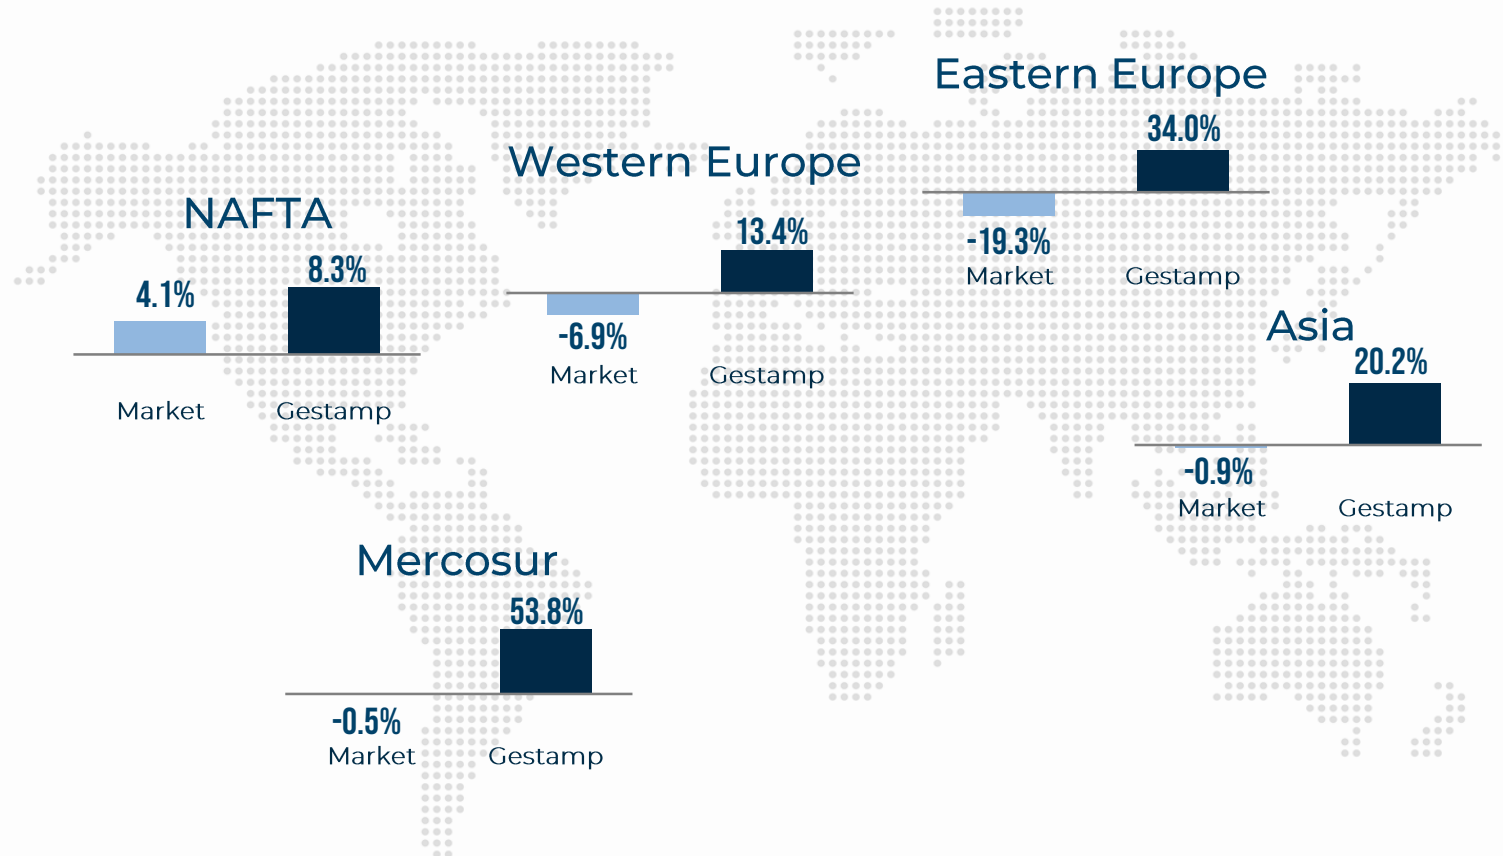 Eastern Europe
34.0%
-19.3%
Market Gestamp
Western Europe
13.4%
-6.9%
Market Gestamp
NAFTA
4.1% 8.3%
Market Gestamp
Asia
20.2%
-0.9%
Market Gestamp
Mercosur
53.8%
-0.5%
Market Gestamp